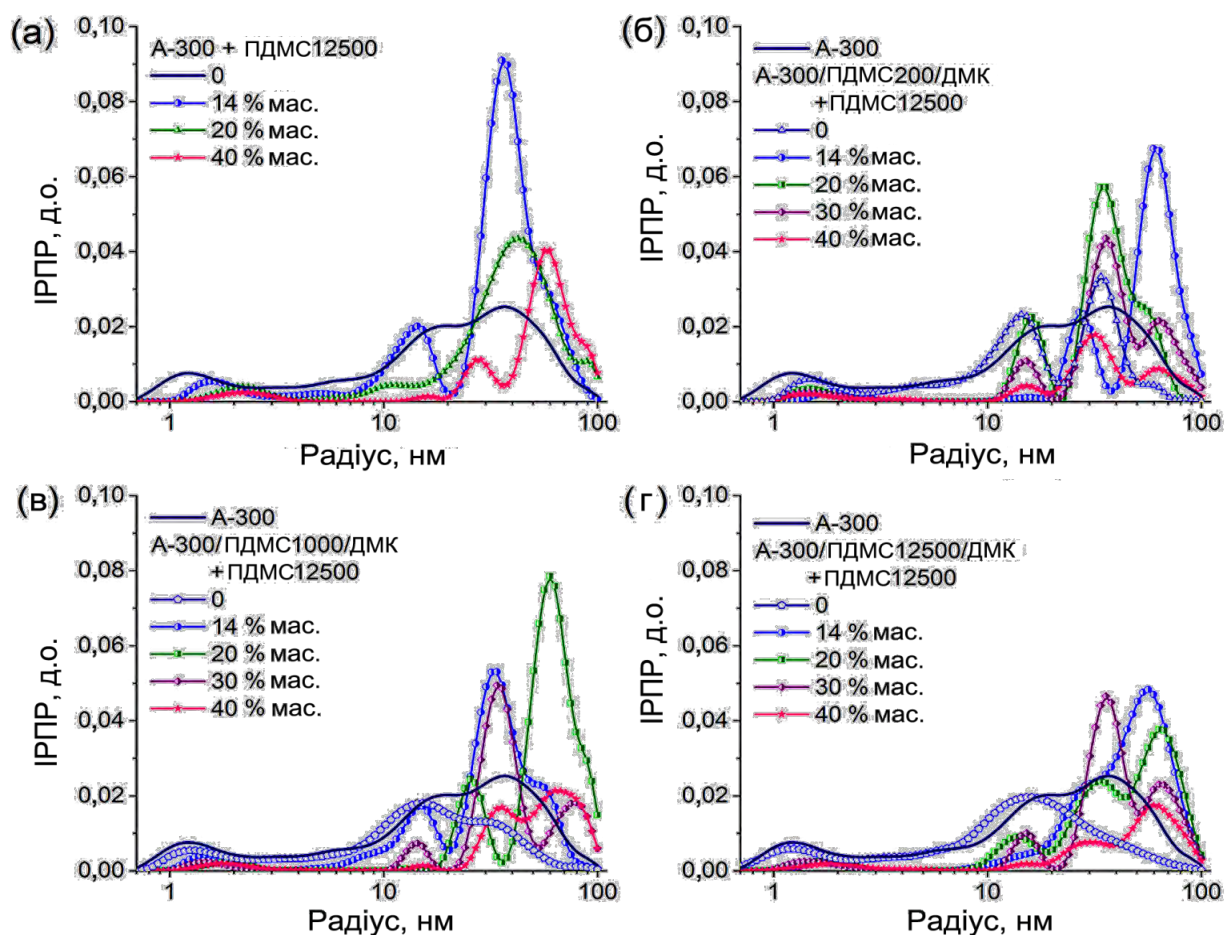 (а)
ІРПР, д.о.
0,10
0,08
0,06
0,04
0,02
0,00
А-300 + ПДМС12500
0
14 % мас.
20 % мас.
40 % мас.
1 10 100
Радіус, нм
(б)
ІРПР, д.о.
0,10
0,08
0,06
0,04
0,02
0,00
А-300
А-300/ПДМС200/ДМК
+ПДМС12500
0
14 %мас.
20 %мас.
30 %мас.
40 %мас.
1 10 100
Радіус, нм
(в)
ІРПР, д.о.
0,10
0,08
0,06
0,04
0,02
0,00
А-300
А-300/ПДМС1000/ДМК
+ПДМС12500
0
14 % мас.
20 % мас.
30 % мас.
40 % мас.
1 10 100
Радіус, нм
(г)
ІРПР, д.о.
0,10
0,08
0,06
0,04
0,02
0,00
А-300
А-300/ПДМС12500/ДМК
+ПДМС12500
0
14 % мас.
20 % мас.
30 % мас.
40 % мас.
1 10 100
Радіус, нм